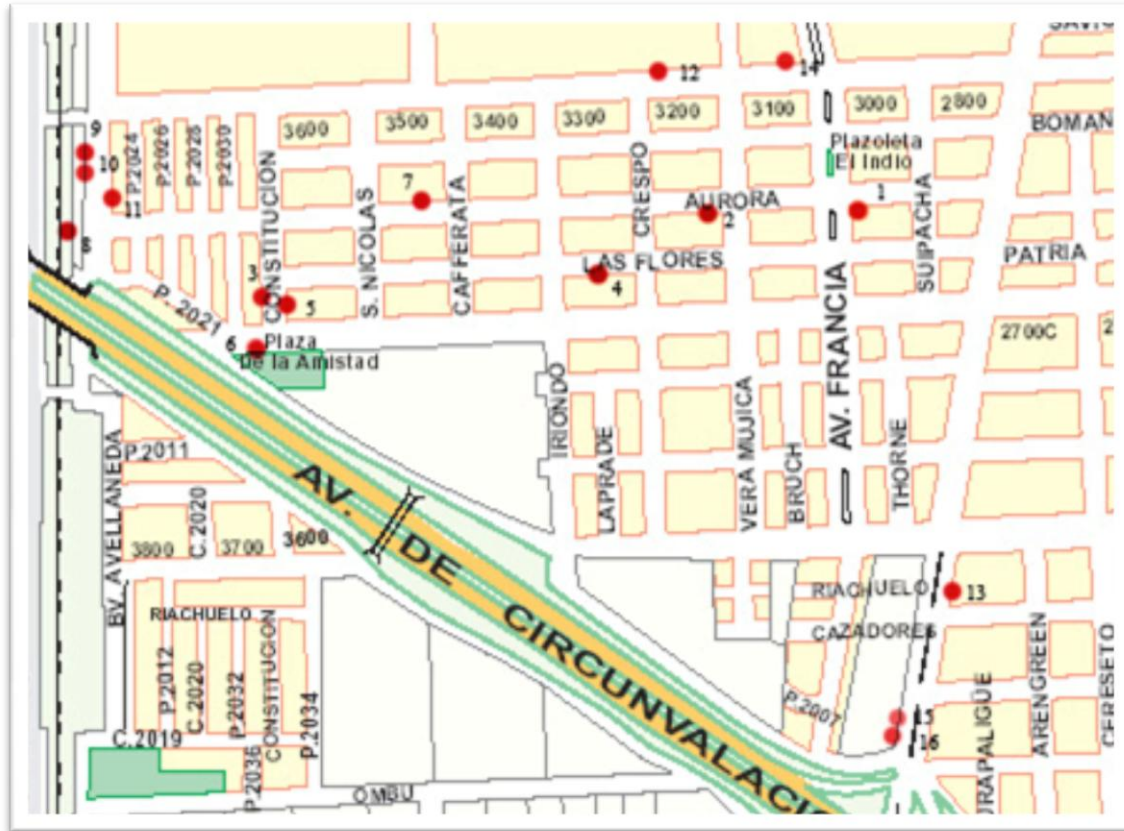 12
14
3600
3500
3400
3300
3200
3100
3000
2800
BOMAN
9
10
11
8
P.2024
P.2026
P.2028
P.2030
CONSTITUCION
S. NICOLAS
7
CAFFERATA
CRESPO
AURORA
2
Plazoleta
El Indio
1
SUIPACHA
LAS FLORES
4
PATRIA
3
5
P. 2021
6
Plaza
De la Amistad
AV. FRANCIA
2700C
2
IRIONDO
LAPRADE
VERA MUJICA
BRUCH
THORNE
BV. AVELLANEDA
P.2011
C.2020
3800
3700
3600
AV. DE CIRCUNVALACI
RIACHUELO
P.2012
C.2020
P.2032
CONSTITUCION
P.2034
P.2036
C.2019
OMBU
RIACHUELO
CAZADORES
13
P.2007
15
16
URAPALIGUE
ARENGREEN
CERESETO